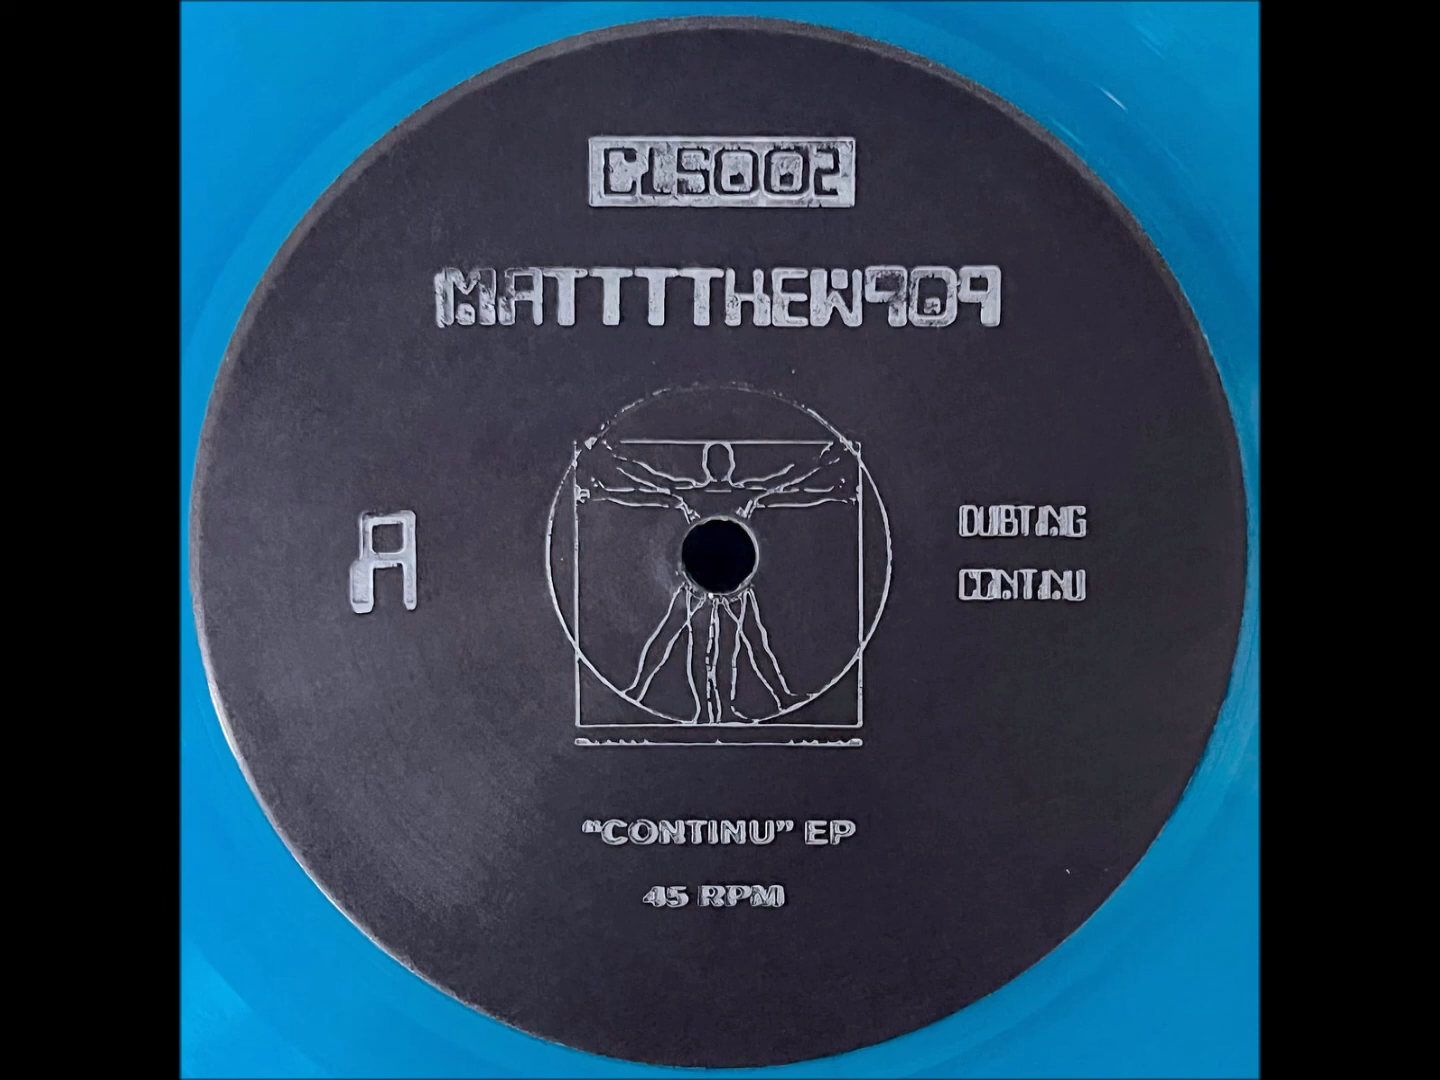 CLS002
MATTTTHEW909
A
DUBTING
CONTINU
"CONTINU" EP
45 RPM